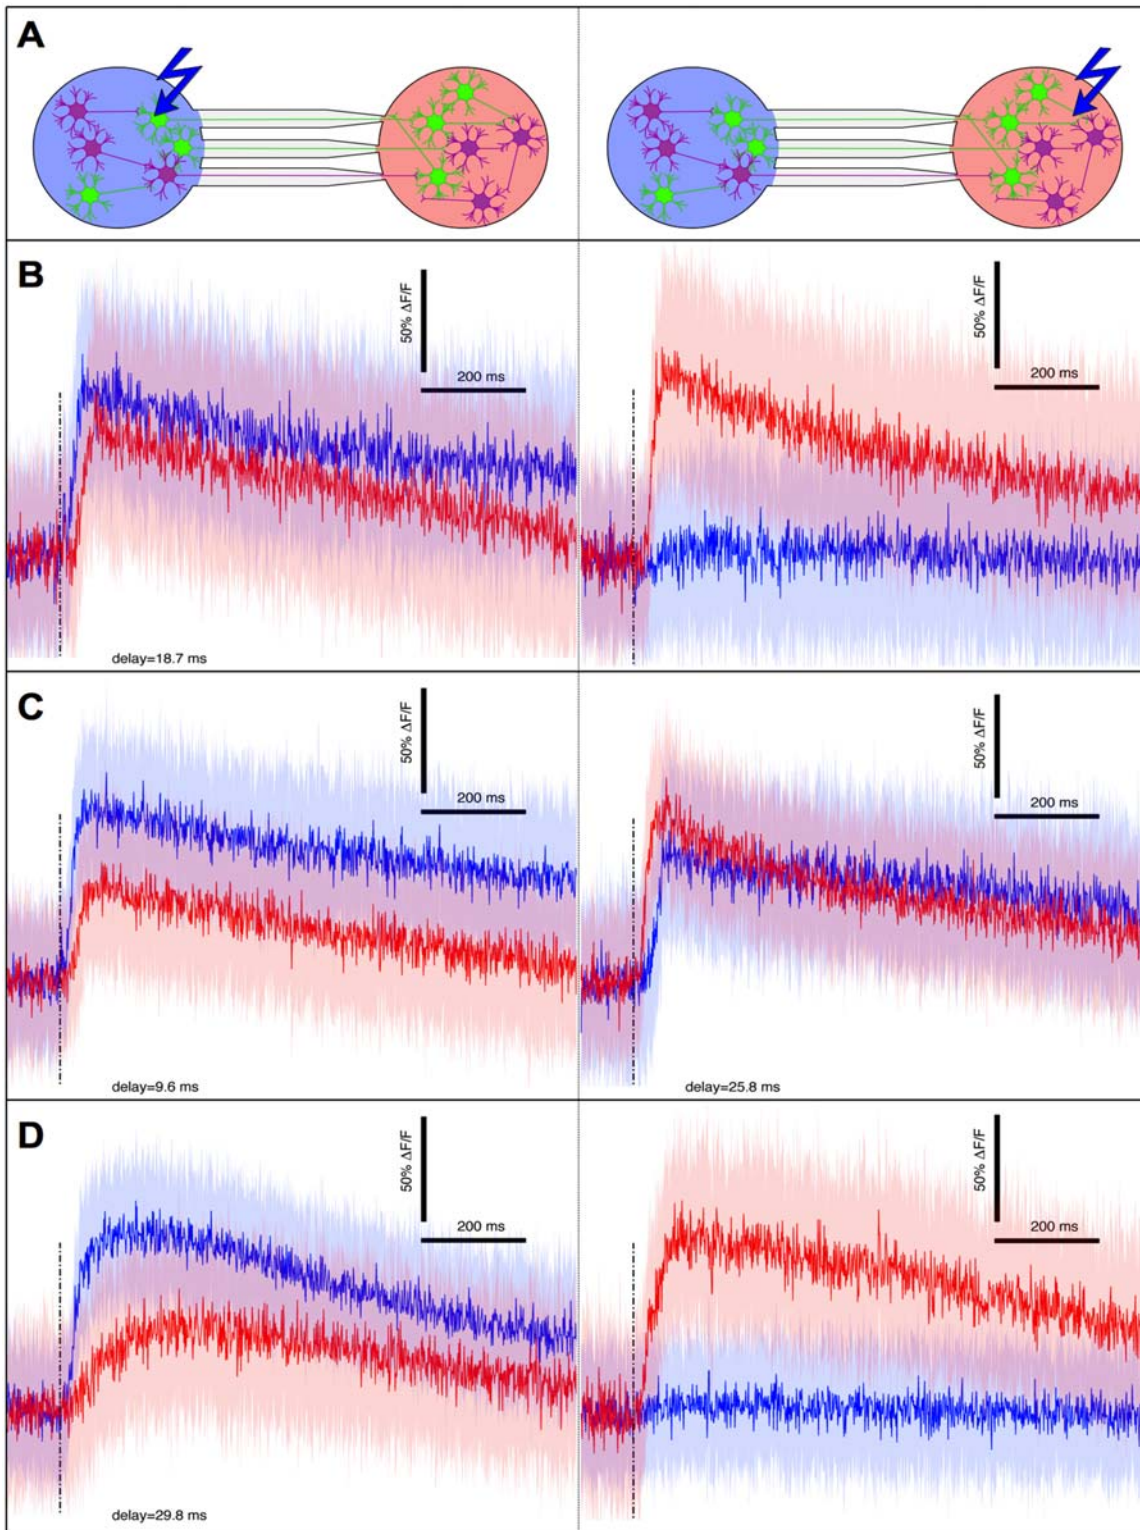 A
B
50% ΔF/F
200 ms
delay=18.7 ms
50% ΔF/F
200 ms
C
50% ΔF/F
200 ms
delay=9.6 ms
50% ΔF/F
200 ms
delay=25.8 ms
D
50% ΔF/F
200 ms
delay=29.8 ms
50% ΔF/F
200 ms